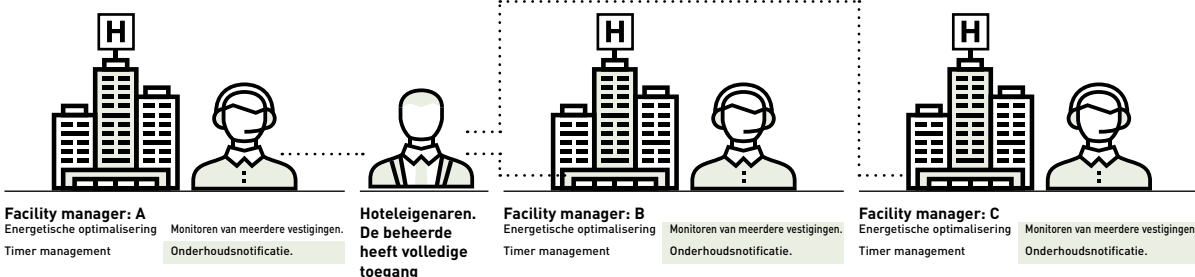 H
H
H
Facility manager: A
Energetische optimalisering
Monitoren van meerdere vestigingen.
Timer management
Onderhoudsnotificatie.
Hoteleigenaren.
De beheerde
heeft volledige
toegang
Facility manager: B
Energetische optimalisering
Monitoren van meerdere vestigingen.
Timer management
Onderhoudsnotificatie.
Facility manager: C
Energetische optimalisering
Monitoren van meerdere vestigingen
Timer management
Onderhoudsnotificatie.